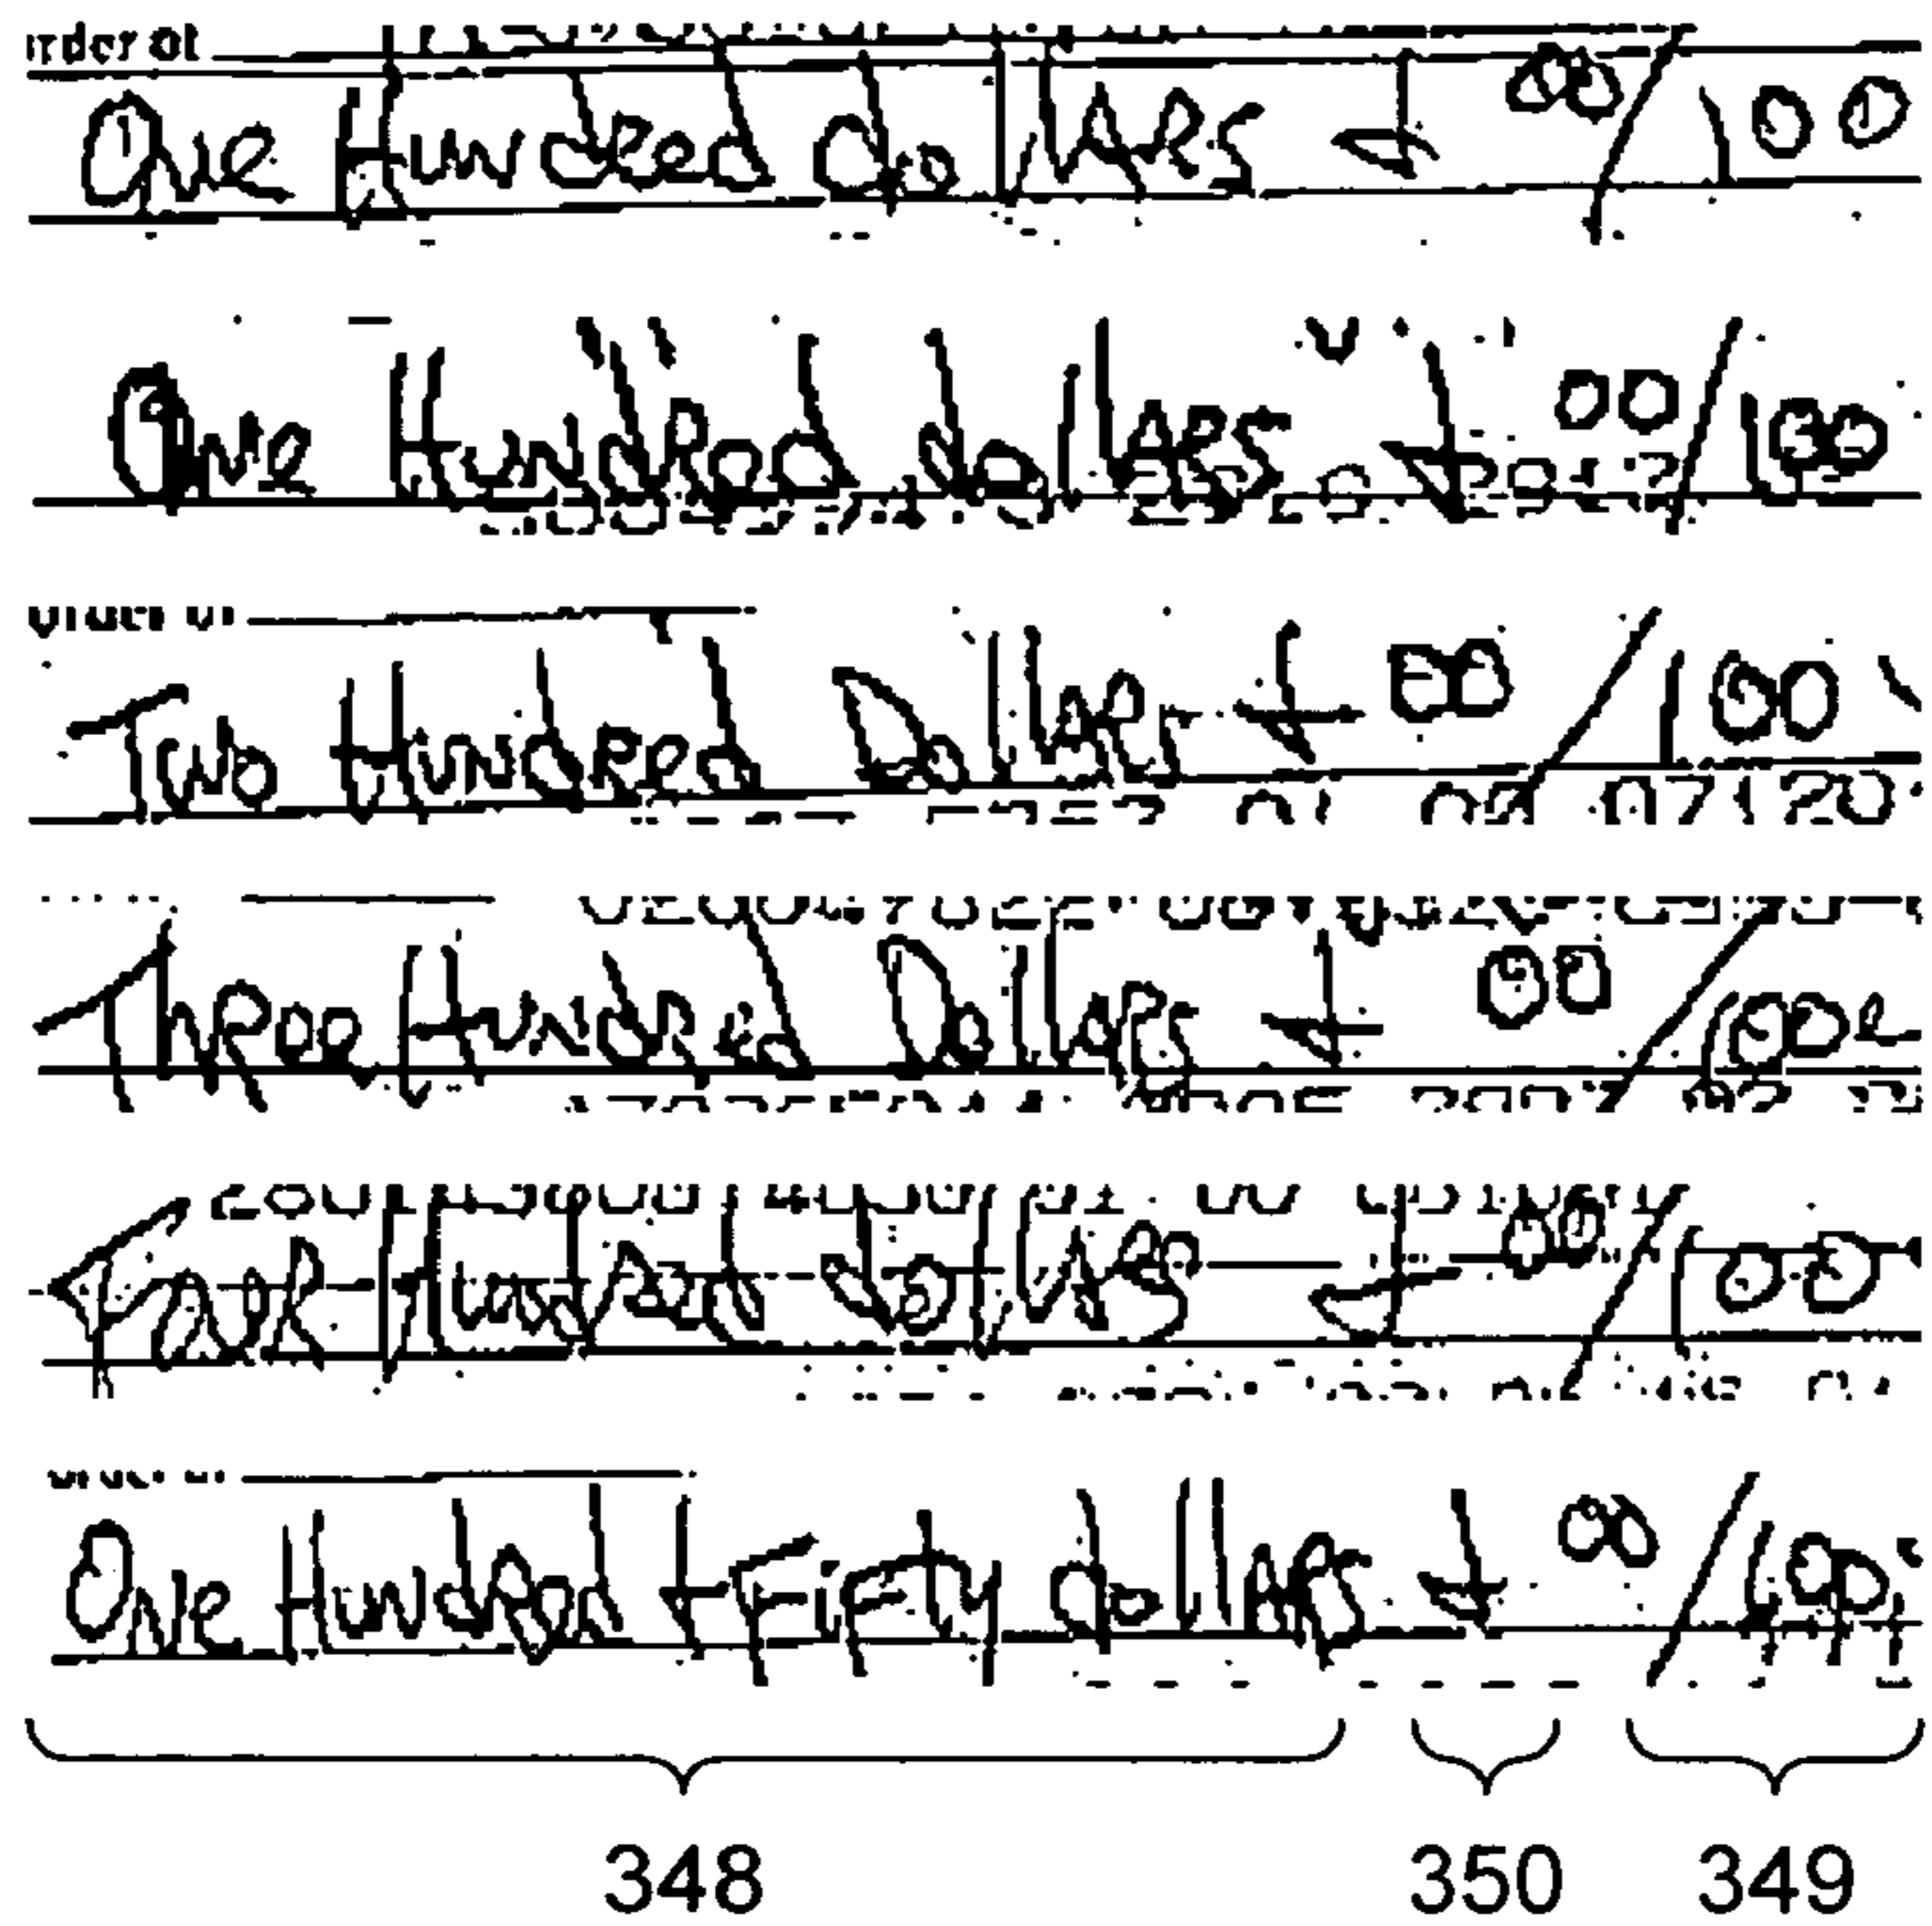 One Hundred dollars + 00/100
One Hundred dollars + 00/100
Two Hundred Dollars + 00/100
Three Hundred Dollars + 00/100
Four Hundred dollars + 00/100
One Hundred dollars + 00/100
348 350 349